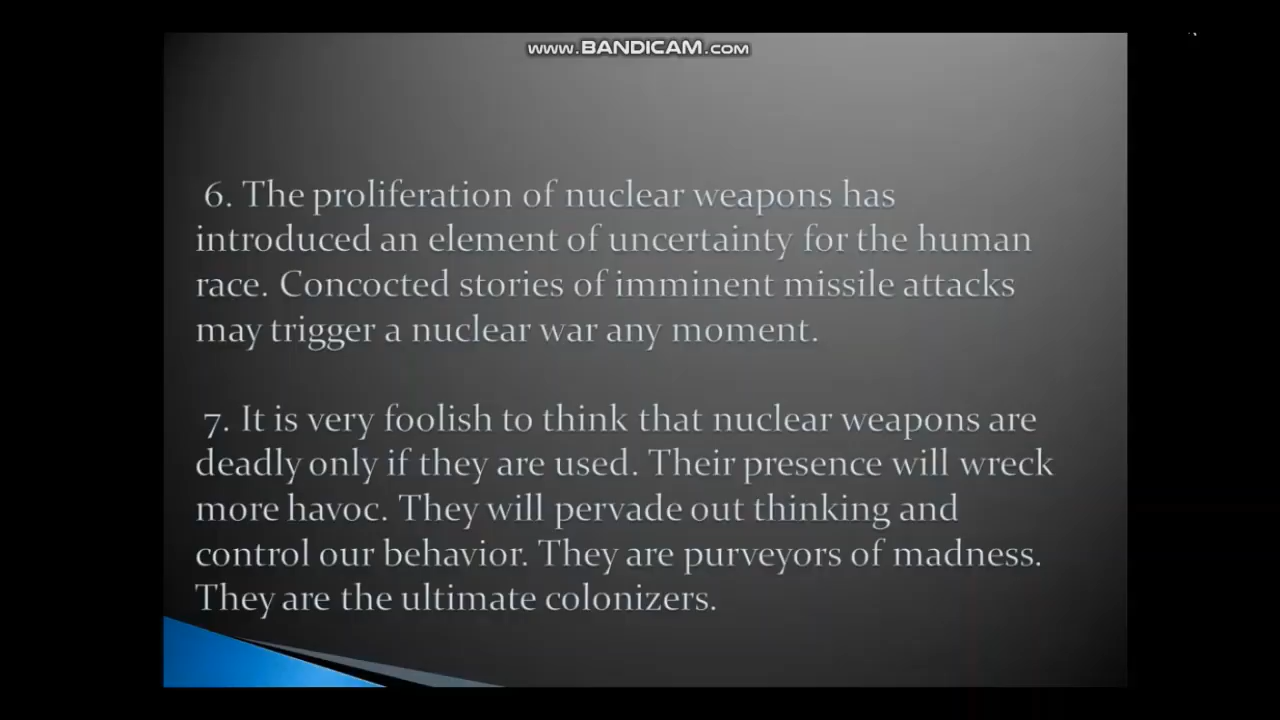 www.BANDICAM.com
6. The proliferation of nuclear weapons has
introduced an element of uncertainty for the human
race. Concocted stories of imminent missile attacks
may trigger a nuclear war any moment.
7. It is very foolish to think that nuclear weapons are
deadly only if they are used. Their presence will wreck
more havoc. They will pervade out thinking and
control our behavior. They are purveyors of madness.
They are the ultimate colonizers.